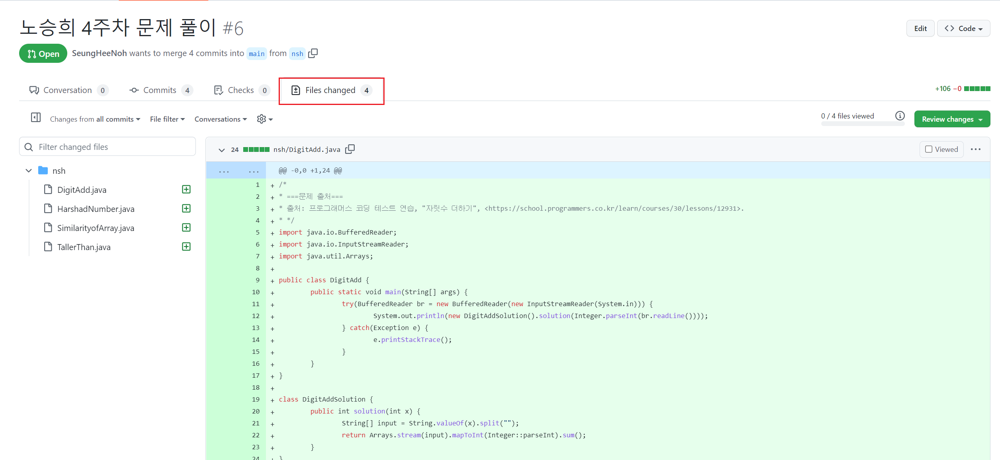 노승희 4주차 문제 풀이 #6
Edit
Code
Open
SeungHeeNoh wants to merge 4 commits into main from nsh
Conversation 0
Commits 4
Checks 0
Files changed 4
+106 −0
Changes from all commits
File filter
Conversations
0 / 4 files viewed
Review changes
Filter changed files
nsh
DigitAdd.java
HarshadNumber.java
SimilarityofArray.java
TallerThan.java
24 nsh/DigitAdd.java
Viewed
... ... @@ -0,0 +1,24 @@
1 + /*
2 + * ===문제 출처===
3 + * 출처: 프로그래머스 코딩 테스트 연습, "자릿수 더하기", <https://school.programmers.co.kr/learn/courses/30/lessons/12931>.
4 + * */
5 + import java.io.BufferedReader;
6 + import java.io.InputStreamReader;
7 + import java.util.Arrays;
8 +
9 + public class DigitAdd {
10 + public static void main(String[] args) {
11 + try(BufferedReader br = new BufferedReader(new InputStreamReader(System.in))) {
12 + System.out.println(new DigitAddSolution().solution(Integer.parseInt(br.readLine())));
13 + } catch(Exception e) {
14 + e.printStackTrace();
15 + }
16 + }
17 + }
18 +
19 + class DigitAddSolution {
20 + public int solution(int x) {
21 + String[] input = String.valueOf(x).split("");
22 + return Arrays.stream(input).mapToInt(Integer::parseInt).sum();
23 + }
24 + }